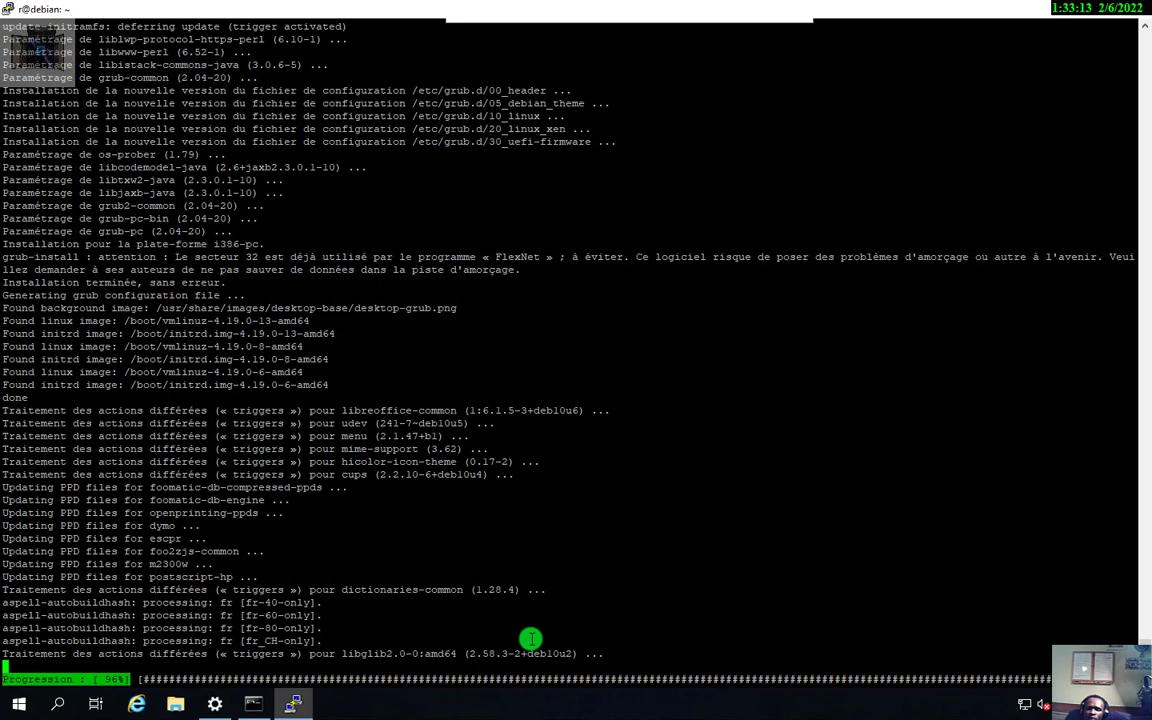 r@debian: ~
1:33:13 2/6/2022
update-initramfs: deferring update (trigger activated)
Paramétrage de liblwp-protocol-https-perl (6.10-1) ...
Paramétrage de libwww-perl (6.52-1) ...
Paramétrage de libistack-commons-java (3.0.6-5) ...
Paramétrage de grub-common (2.04-20) ...
Installation de la nouvelle version du fichier de configuration /etc/grub.d/00_header ...
Installation de la nouvelle version du fichier de configuration /etc/grub.d/05_debian_theme ...
Installation de la nouvelle version du fichier de configuration /etc/grub.d/10_linux ...
Installation de la nouvelle version du fichier de configuration /etc/grub.d/20_linux_xen ...
Installation de la nouvelle version du fichier de configuration /etc/grub.d/30_uefi-firmware ...
Paramétrage de os-prober (1.79) ...
Paramétrage de libcodemodel-java (2.6+jaxb2.3.0.1-10) ...
Paramétrage de libtxw2-java (2.3.0.1-10) ...
Paramétrage de libjaxb-java (2.3.0.1-10) ...
Paramétrage de grub2-common (2.04-20) ...
Paramétrage de grub-pc-bin (2.04-20) ...
Paramétrage de grub-pc (2.04-20) ...
Installation pour la plate-forme i386-pc.
grub-install : attention : Le secteur 32 est déjà utilisé par le programme « FlexNet » ; à éviter. Ce logiciel risque de poser des problèmes d'amorçage ou autre à l'avenir. Veui
llez demander à ses auteurs de ne pas sauver de données dans la piste d'amorçage.
Installation terminée, sans erreur.
Generating grub configuration file ...
Found background image: /usr/share/images/desktop-base/desktop-grub.png
Found linux image: /boot/vmlinuz-4.19.0-13-amd64
Found initrd image: /boot/initrd.img-4.19.0-13-amd64
Found linux image: /boot/vmlinuz-4.19.0-8-amd64
Found initrd image: /boot/initrd.img-4.19.0-8-amd64
Found linux image: /boot/vmlinuz-4.19.0-6-amd64
Found initrd image: /boot/initrd.img-4.19.0-6-amd64
done
Traitement des actions différées (« triggers ») pour libreoffice-common (1:6.1.5-3+deb10u6) ...
Traitement des actions différées (« triggers ») pour udev (241-7~deb10u5) ...
Traitement des actions différées (« triggers ») pour menu (2.1.47+b1) ...
Traitement des actions différées (« triggers ») pour mime-support (3.62) ...
Traitement des actions différées (« triggers ») pour hicolor-icon-theme (0.17-2) ...
Traitement des actions différées (« triggers ») pour cups (2.2.10-6+deb10u4) ...
Updating PPD files for foomatic-db-compressed-ppds ...
Updating PPD files for foomatic-db-engine ...
Updating PPD files for openprinting-ppds ...
Updating PPD files for dymo ...
Updating PPD files for escpr ...
Updating PPD files for foo2zjs-common ...
Updating PPD files for m2300w ...
Updating PPD files for postscript-hp ...
Traitement des actions différées (« triggers ») pour dictionaries-common (1.28.4) ...
aspell-autobuildhash: processing: fr [fr-40-only].
aspell-autobuildhash: processing: fr [fr-60-only].
aspell-autobuildhash: processing: fr [fr-80-only].
aspell-autobuildhash: processing: fr [fr_CH-only].
Traitement des actions différées (« triggers ») pour libglib2.0-0:amd64 (2.58.3-2+deb10u2) ...
Progression : [ 96%] [########################################################################################################################################################